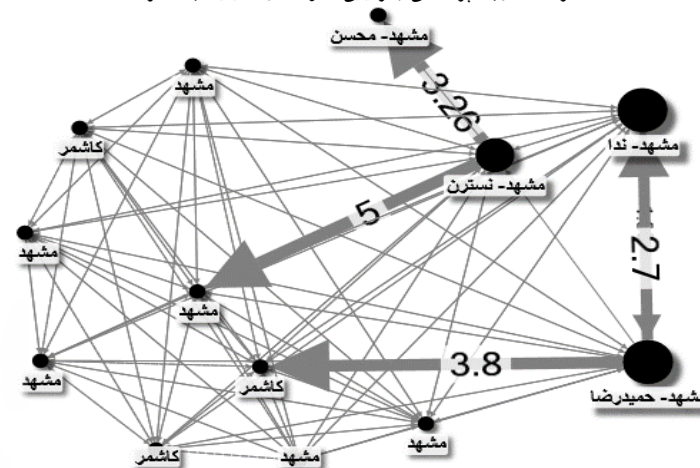 مشهد- محسن
3.26
مشهد
مشهد- ندا
کاشمر
مشهد- نسترن
5
مشهد
2.7
مشهد
3.8
مشهد
کاشمر
مشهد- حمیدرضا
مشهد
کاشمر
مشهد